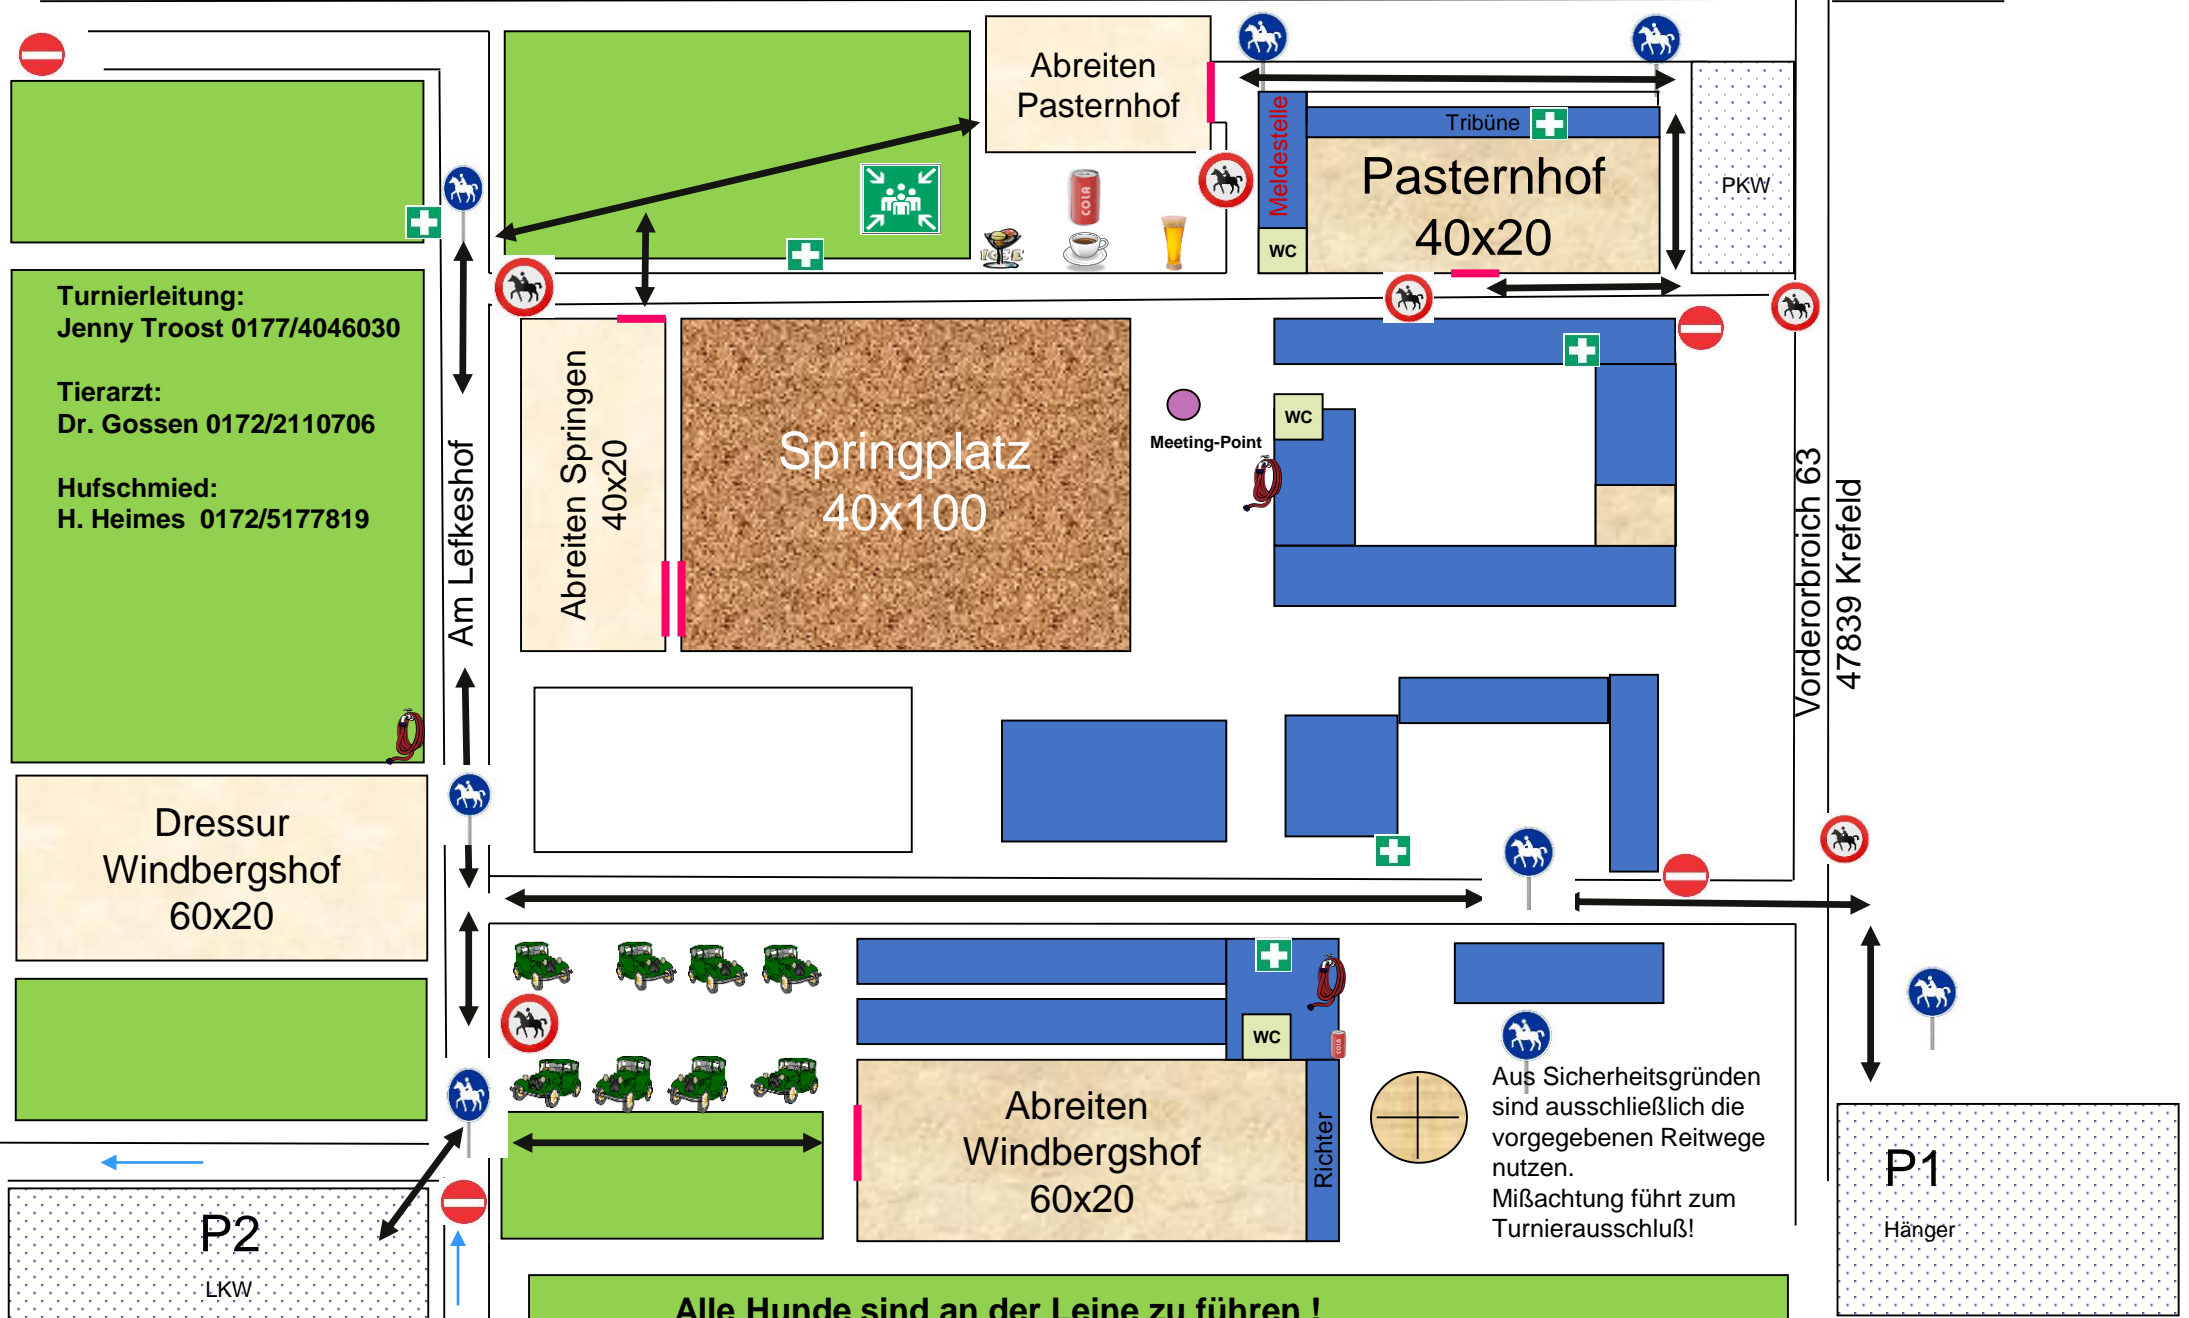 Abreiten
Pasternhof
Meldestelle
Tribüne
Pasternhof
40x20
WC
PKW
COLA
ICE
Turnierleitung:
Jenny Troost 0177/4046030
Tierarzt:
Dr. Gossen 0172/2110706
Hufschmied:
H. Heimes 0172/5177819
Am Lefkeshof
Abreiten Springen
40x20
Springplatz
40x100
Meeting-Point
WC
Vorderorbroich 63
47839 Krefeld
Dressur
Windbergshof
60x20
WC
COLA
Abreiten
Windbergshof
60x20
Richter
Aus Sicherheitsgründen
sind ausschließlich die
vorgegebenen Reitwege
nutzen.
Mißachtung führt zum
Turnierausschluß!
P1
Hänger
P2
LKW
Alle Hunde sind an der Leine zu führen !